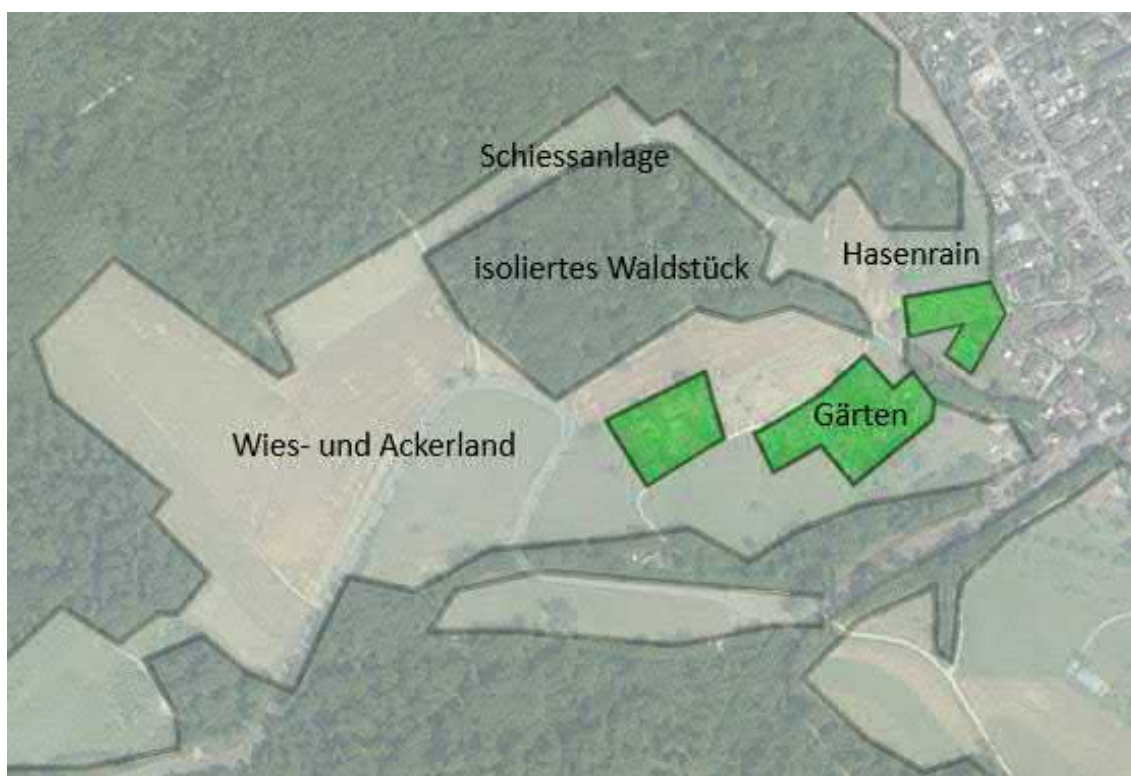 Schiessanlage
Hasenrain
isoliertes Waldstück
Gärten
Wies- und Ackerland